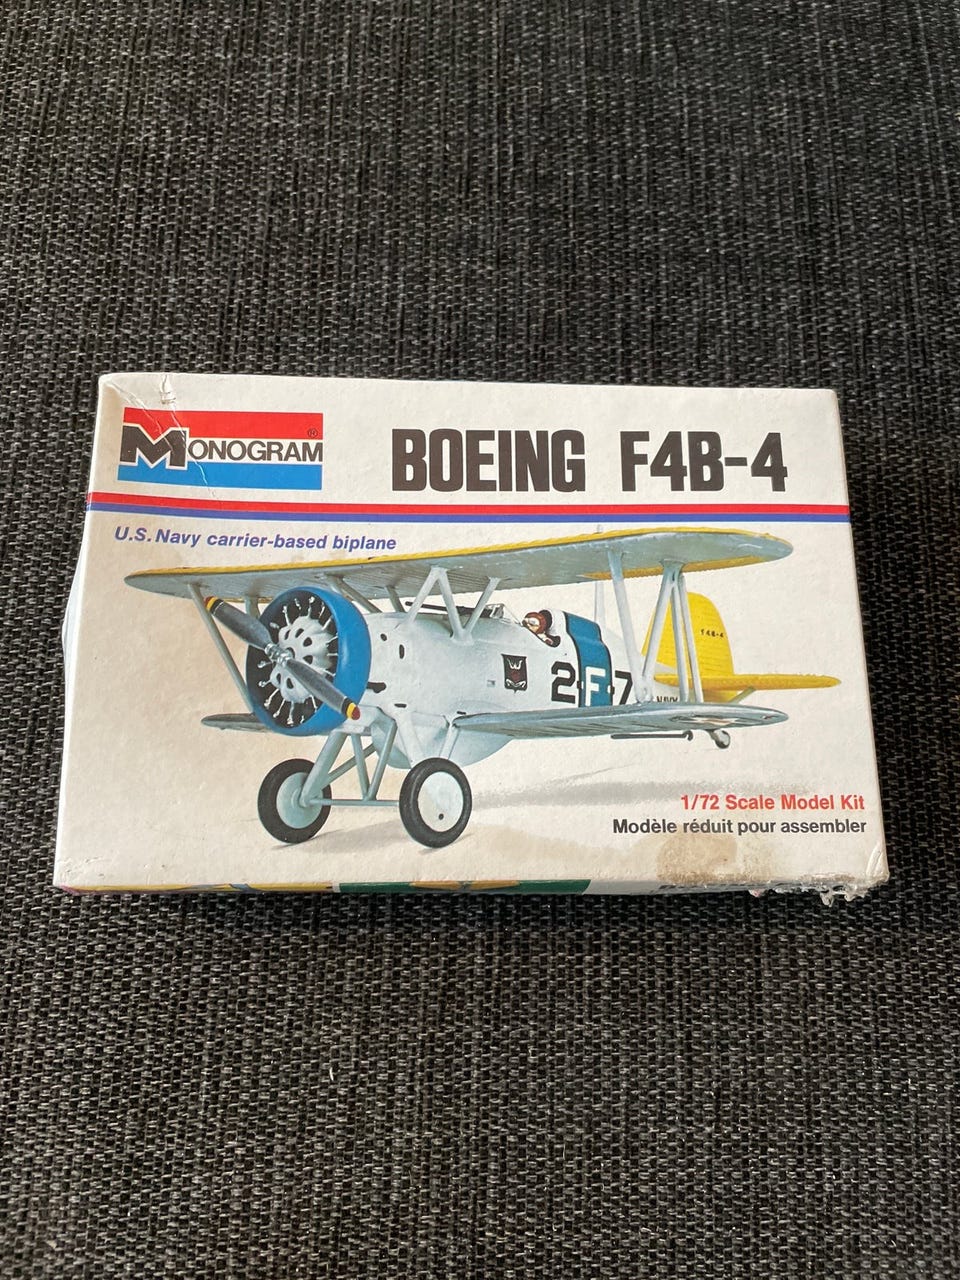 MONOGRAM ®
BOEING F4B-4
U.S. Navy carrier-based biplane
F4B-4
2-F-7
NAVY
1/72 Scale Model Kit
Modèle réduit pour assembler